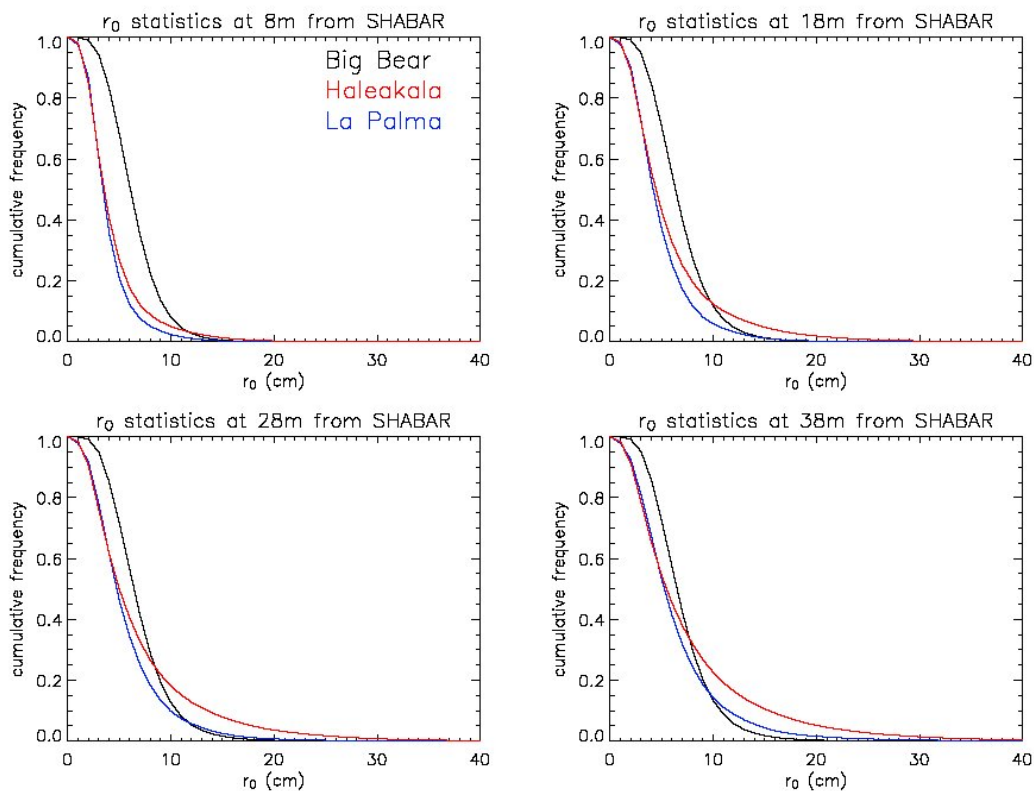 r₀ statistics at 8m from SHABAR
cumulative frequency
1.0
0.8
0.6
0.4
0.2
0.0
Big Bear
Haleakala
La Palma
0 10 20 30 40
r₀ (cm)
r₀ statistics at 18m from SHABAR
cumulative frequency
1.0
0.8
0.6
0.4
0.2
0.0
0 10 20 30 40
r₀ (cm)
r₀ statistics at 28m from SHABAR
cumulative frequency
1.0
0.8
0.6
0.4
0.2
0.0
0 10 20 30 40
r₀ (cm)
r₀ statistics at 38m from SHABAR
cumulative frequency
1.0
0.8
0.6
0.4
0.2
0.0
0 10 20 30 40
r₀ (cm)